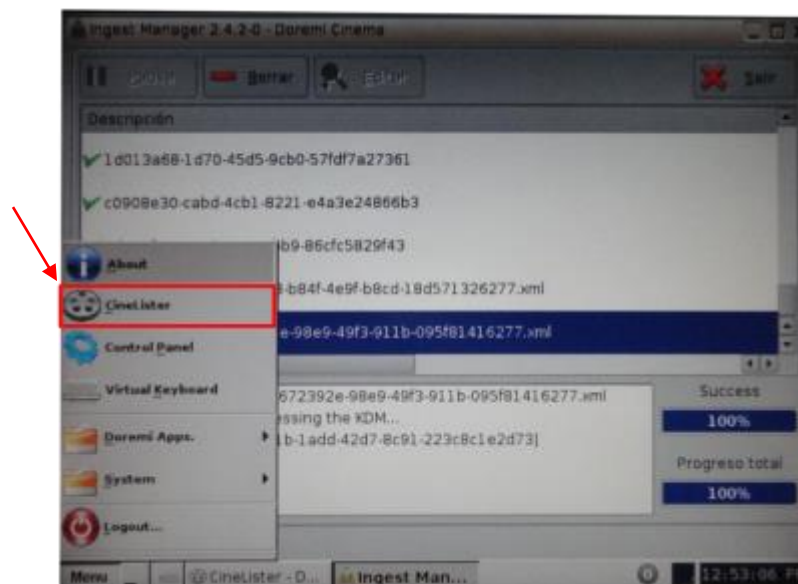 Ingest Manager 2.4.2-0 - Doremi Cinema
Borrar
Editar
Salir
Descripción
1d013a68-1d70-45d5-9cb0-57fdf7a27361
c0908e30-cabd-4cb1-8221-e4a3e24866b3
b9-86cfc5829f43
-b84f-4e9f-b8cd-18d571326277.xml
e-98e9-49f3-911b-095f81416277.xml
About
CineLister
Control Panel
Virtual Keyboard
Doremi Apps.
System
Logout...
672392e-98e9-49f3-911b-095f81416277.xml
essing the KDM...
1b-1add-42d7-8c91-223c8c1e2d73|
Success
100%
Progreso total
100%
Menu
CineLister - D...
Ingest Man...
12:53:06 P